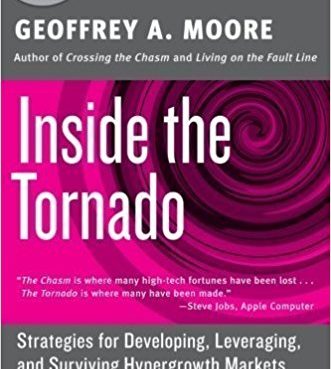 GEOFFREY A. MOORE
Author of Crossing the Chasm and Living on the Fault Line
Inside the
Tornado
"The Chasm is where many high-tech fortunes have been lost . . .
The Tornado is where many have been made."
—Steve Jobs, Apple Computer
Strategies for Developing, Leveraging,
and Surviving Hypergrowth Markets